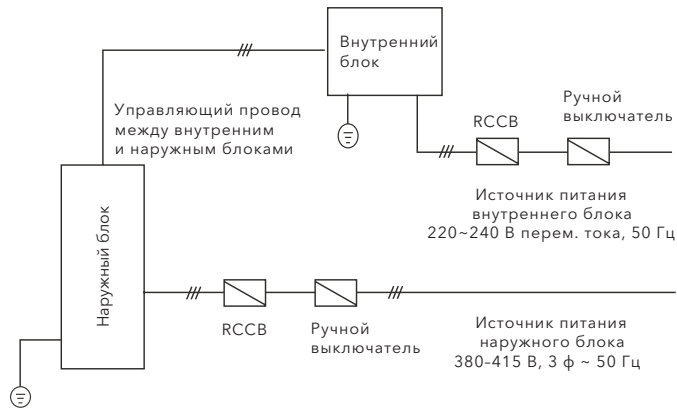 Внутренний
блок
Управляющий провод
между внутренним
и наружным блоками
RCCB
Ручной
выключатель
Источник питания
внутреннего блока
220~240 В перем. тока, 50 Гц
Наружный блок
RCCB
Ручной
выключатель
Источник питания
наружного блока
380–415 В, 3 ф ~ 50 Гц